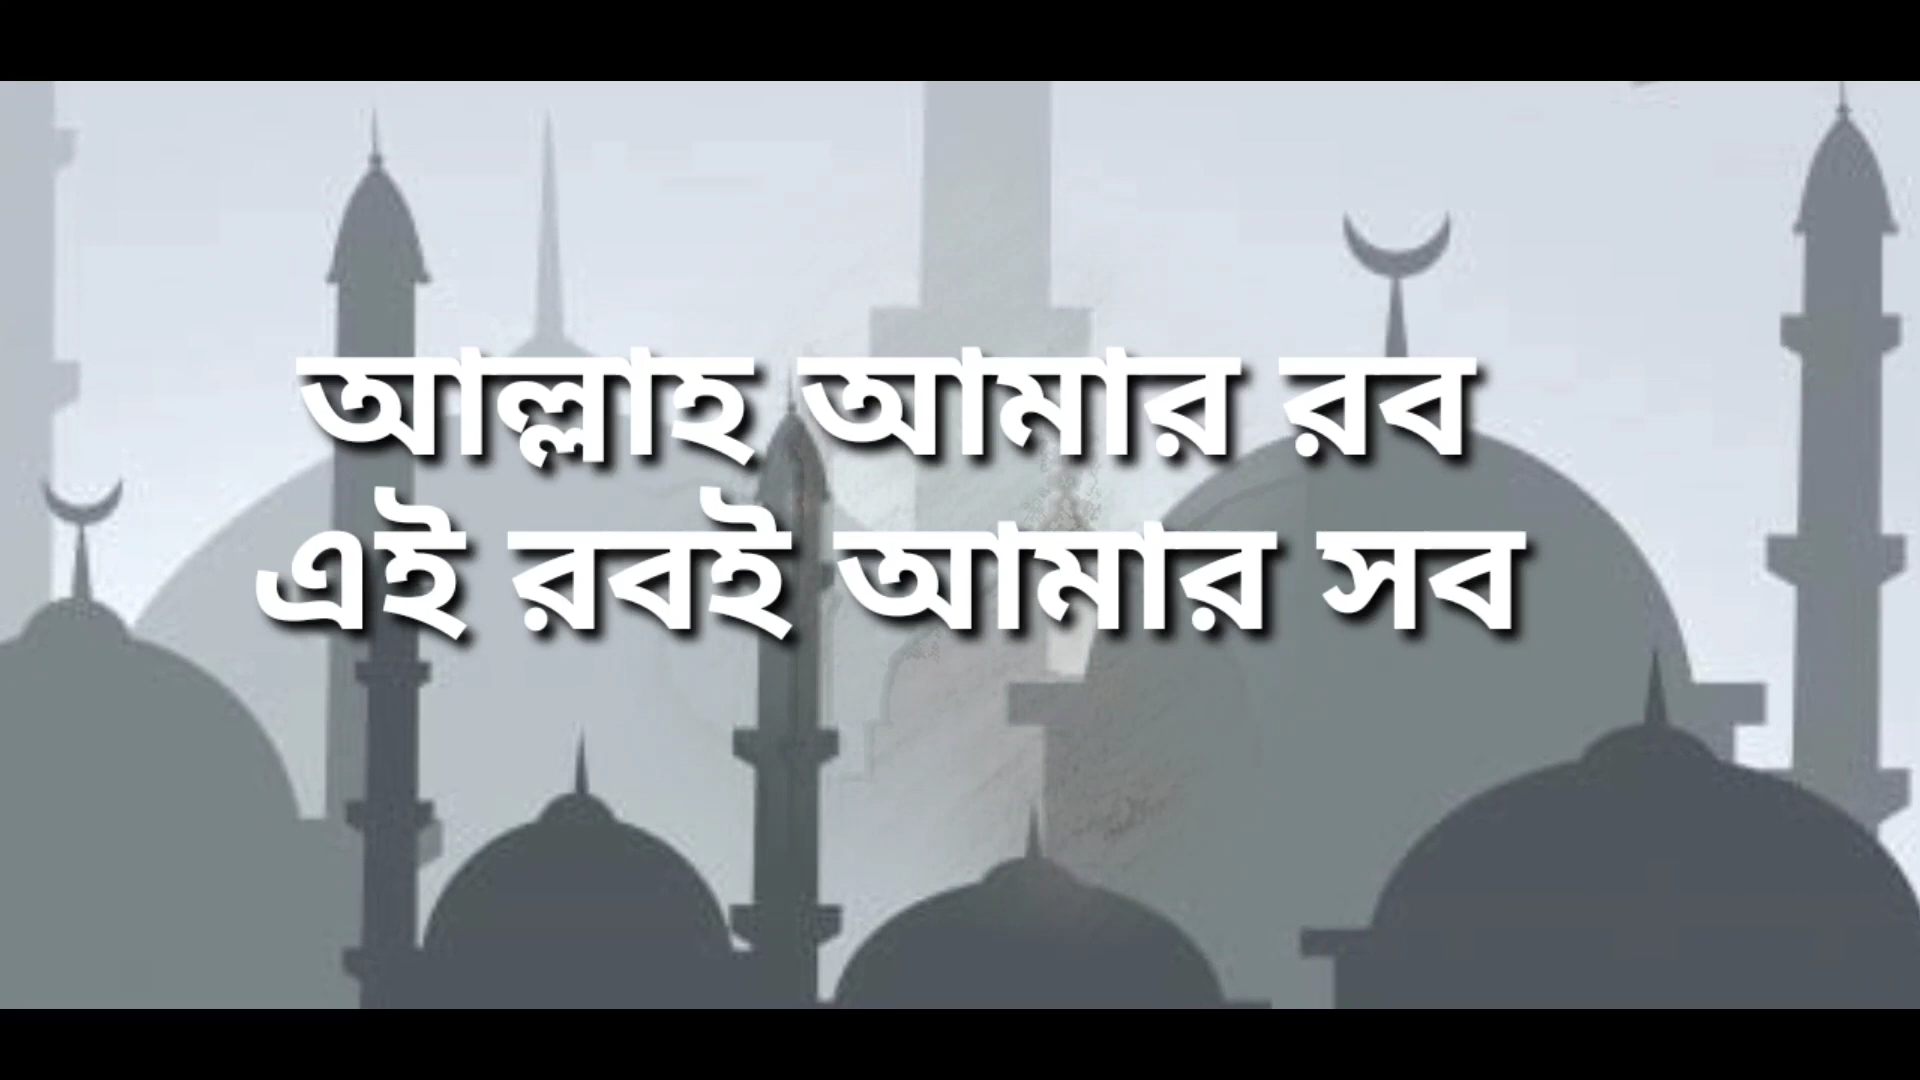 আল্লাহ আমার রব
এই রবই আমার সব